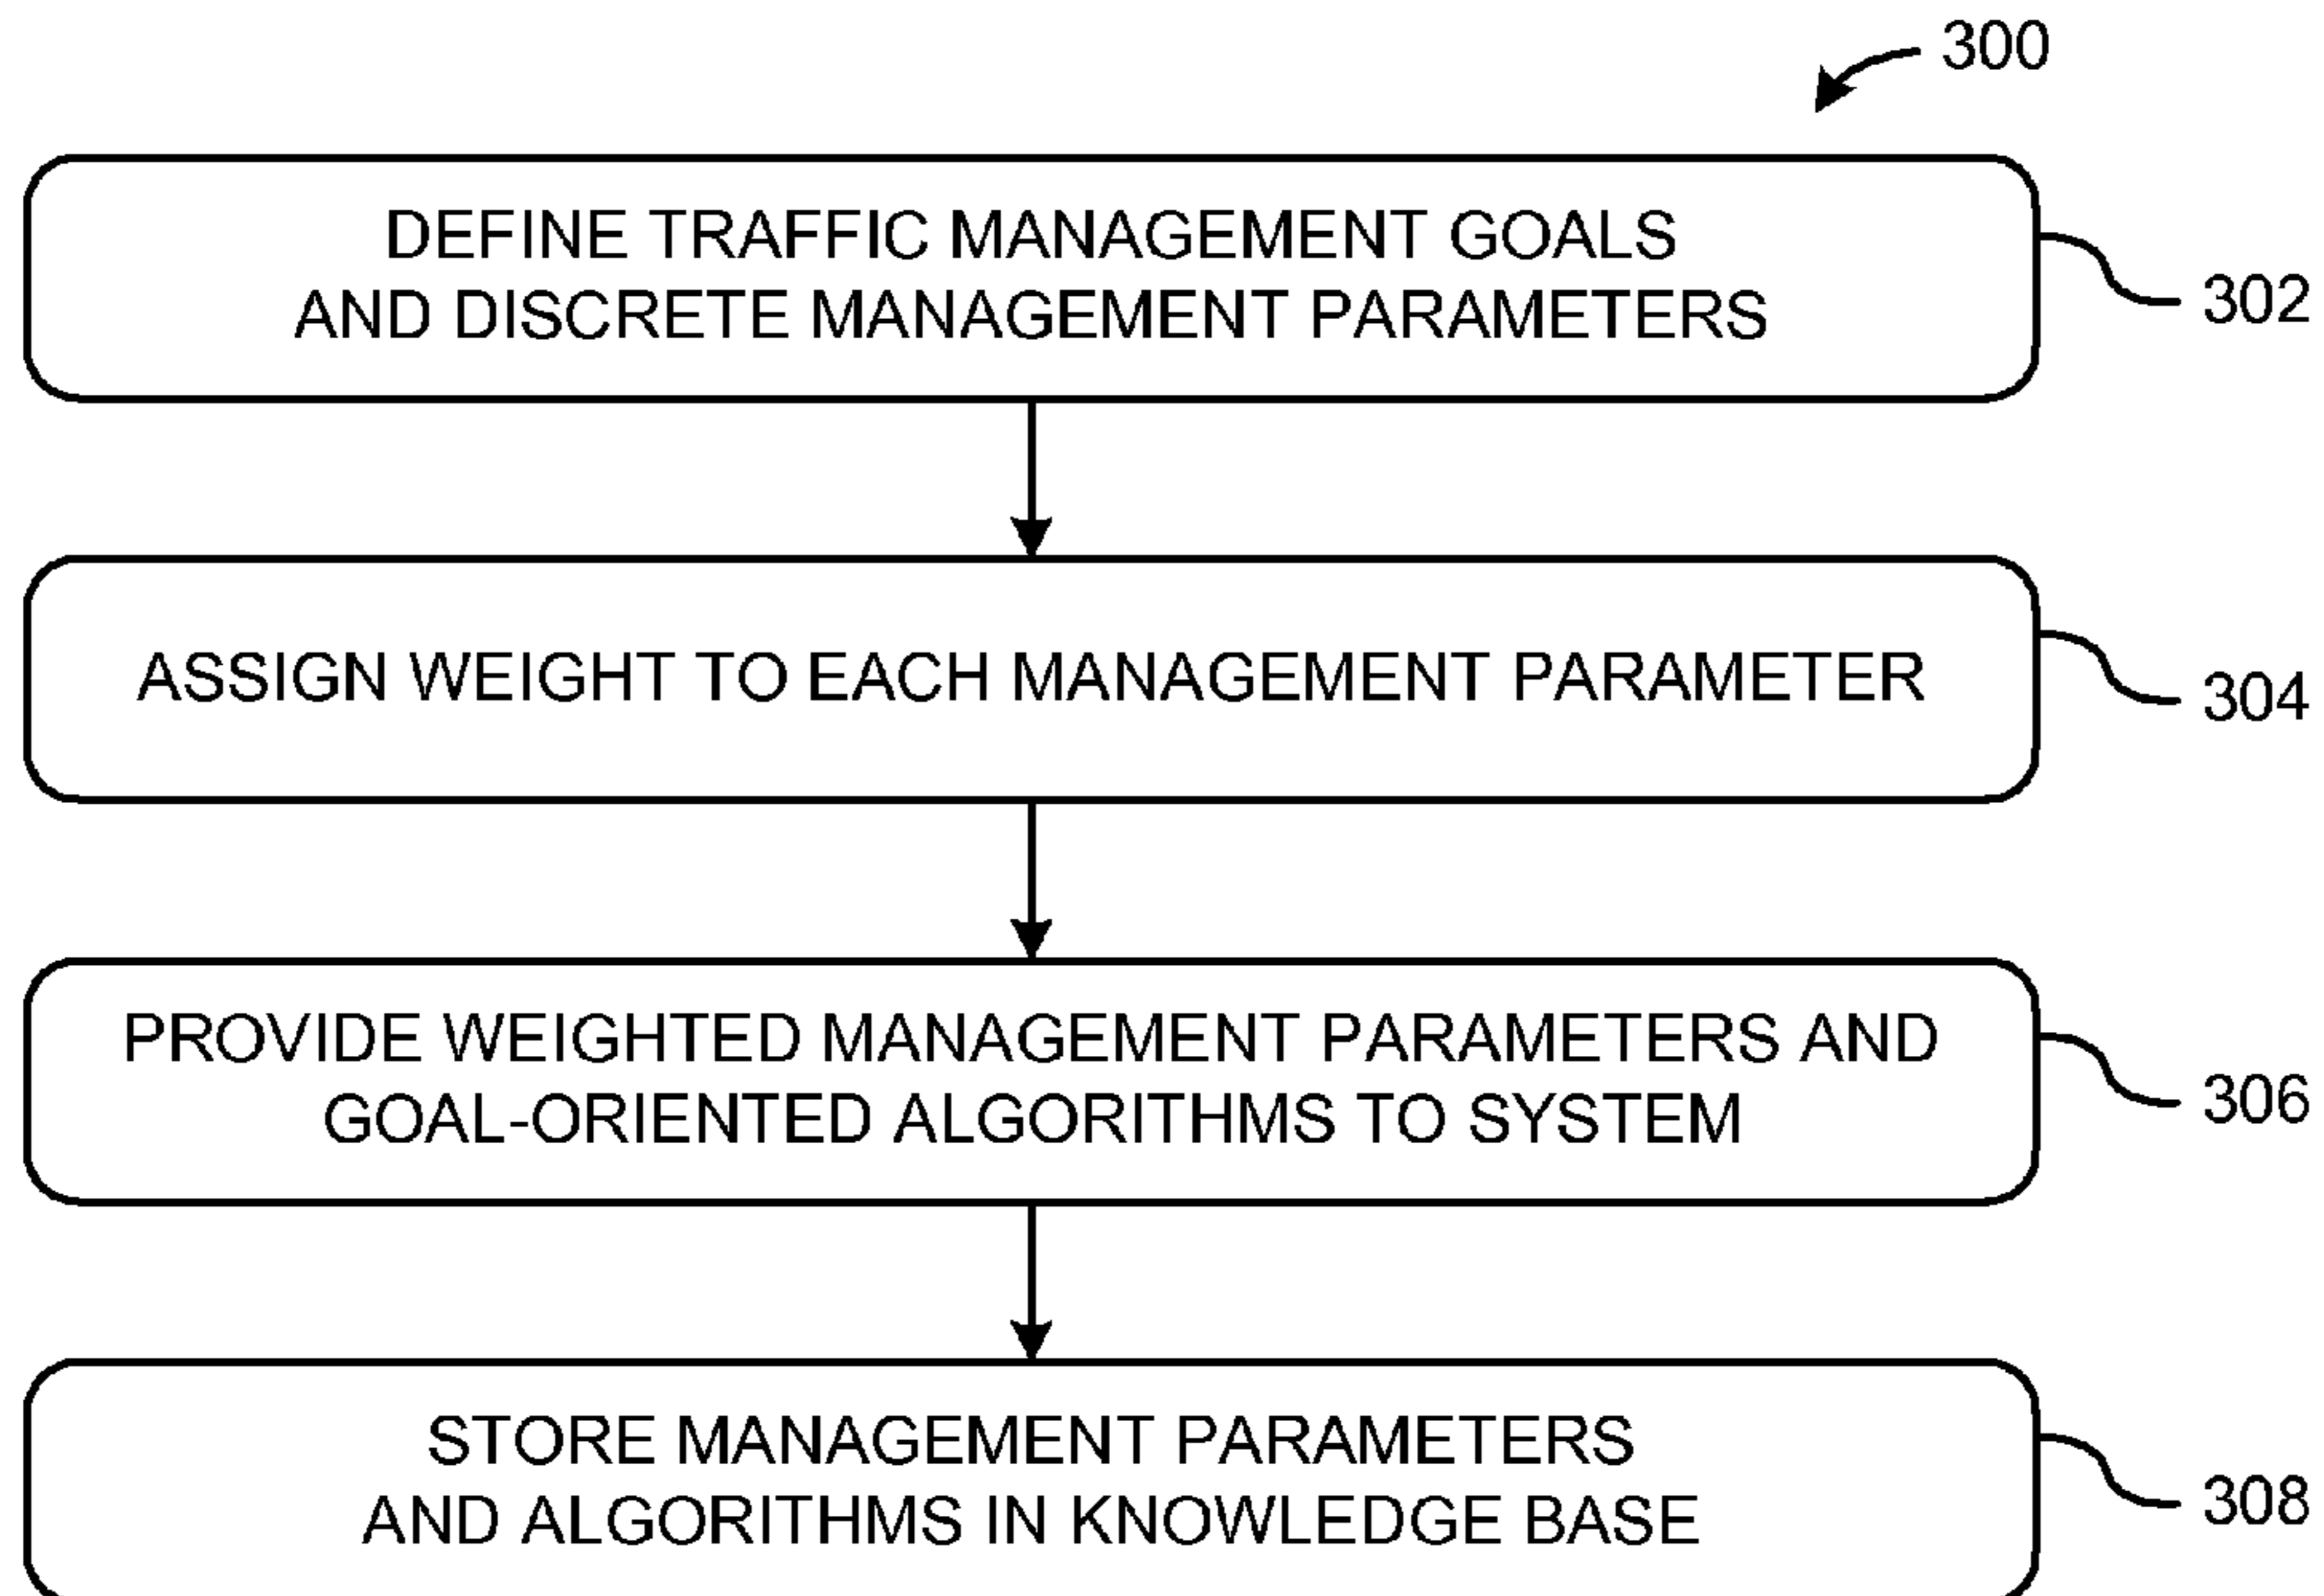 300
DEFINE TRAFFIC MANAGEMENT GOALS
AND DISCRETE MANAGEMENT PARAMETERS
302
ASSIGN WEIGHT TO EACH MANAGEMENT PARAMETER
304
PROVIDE WEIGHTED MANAGEMENT PARAMETERS AND
GOAL-ORIENTED ALGORITHMS TO SYSTEM
306
STORE MANAGEMENT PARAMETERS
AND ALGORITHMS IN KNOWLEDGE BASE
308